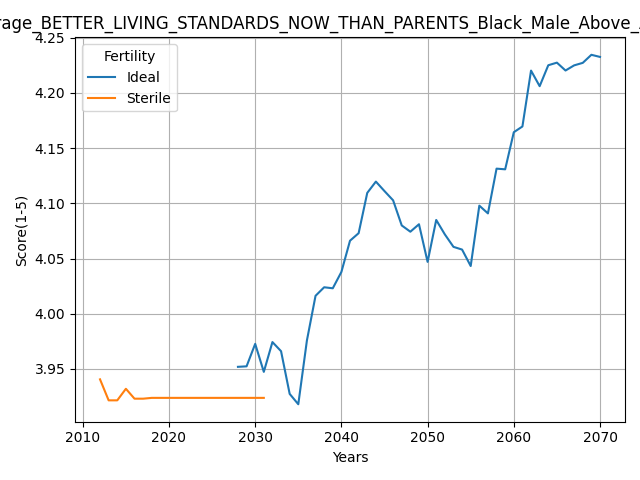 rage_BETTER_LIVING_STANDARDS_NOW_THAN_PARENTS_Black_Male_Above_
Fertility
Ideal
Sterile
4.25
4.20
4.15
4.10
4.05
4.00
3.95
Score(1-5)
2010 2020 2030 2040 2050 2060 2070
Years